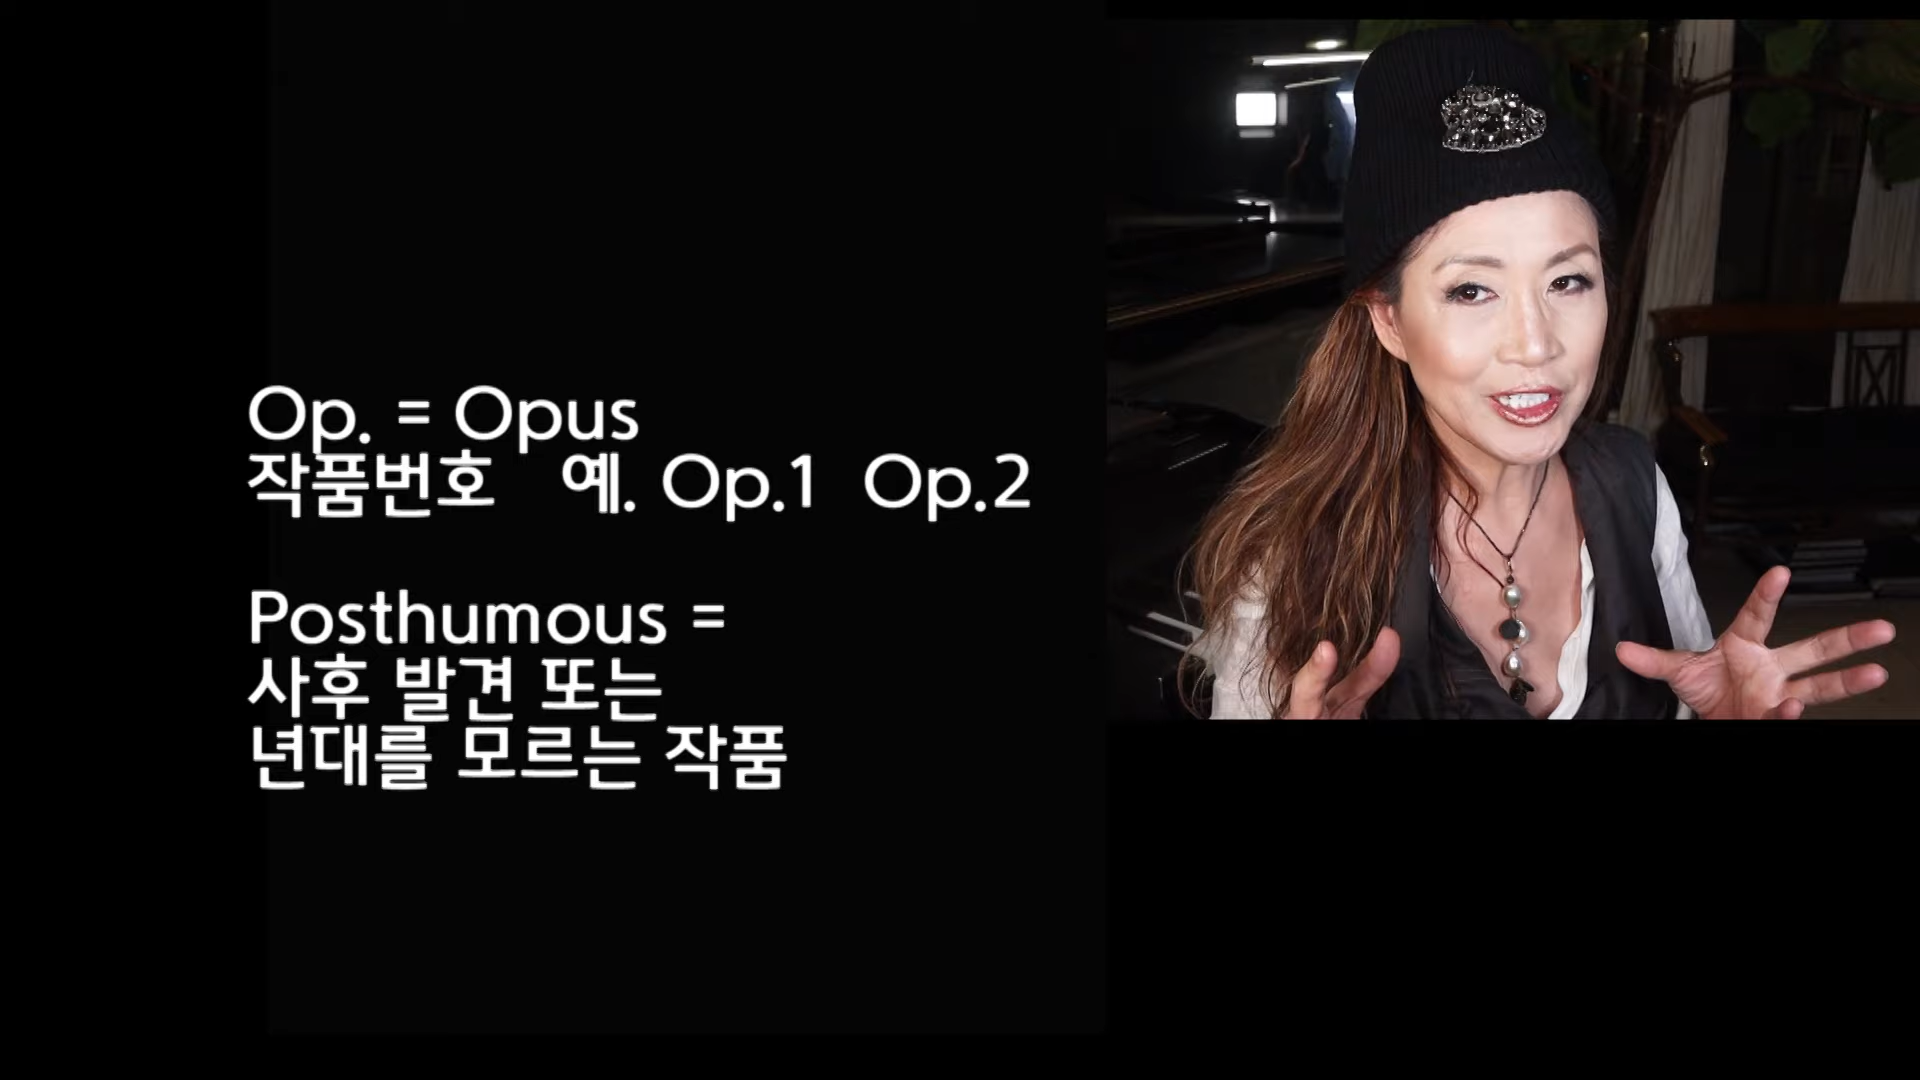 Op. = Opus
작품번호 예. Op.1 Op.2
Posthumous =
사후 발견 또는
년대를 모르는 작품